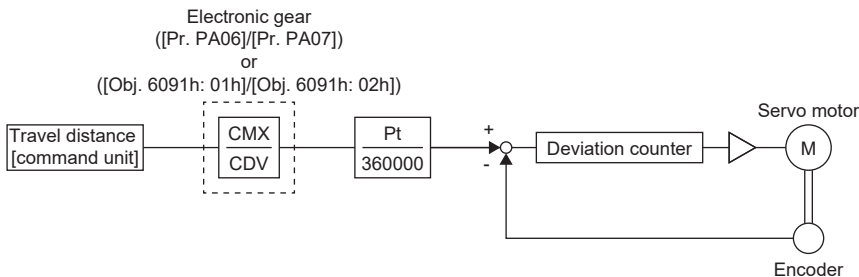 Electronic gear
([Pr. PA06]/[Pr. PA07])
or
([Obj. 6091h: 01h]/[Obj. 6091h: 02h])
Servo motor
Travel distance
[command unit]
CMX
CDV
Pt
360000
+
-
Deviation counter
M
Encoder